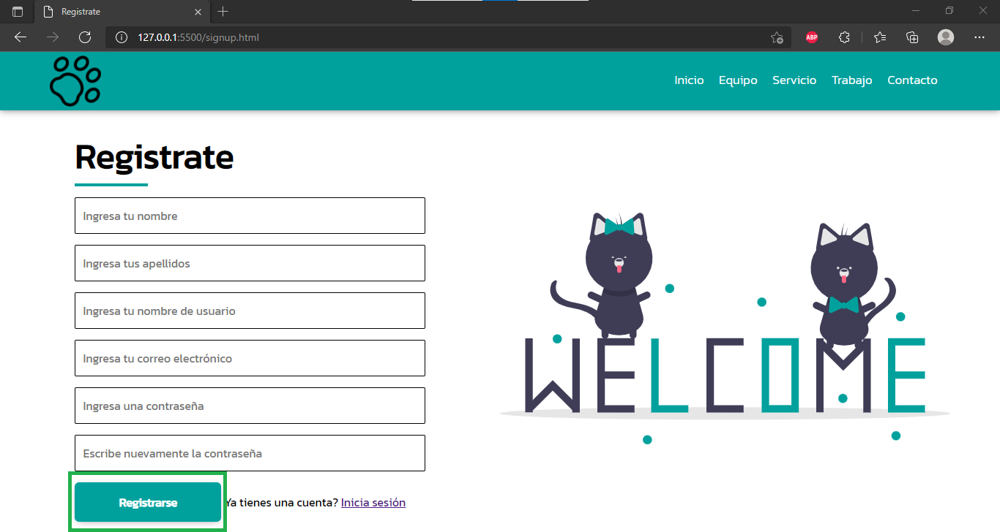 Registrate
127.0.0.1:5500/signup.html
ABP
Inicio Equipo Servicio Trabajo Contacto
Registrate
Ingresa tu nombre
Ingresa tus apellidos
Ingresa tu nombre de usuario
Ingresa tu correo electrónico
Ingresa una contraseña
Escribe nuevamente la contraseña
Registrarse Ya tienes una cuenta? Inicia sesión
WELCOME